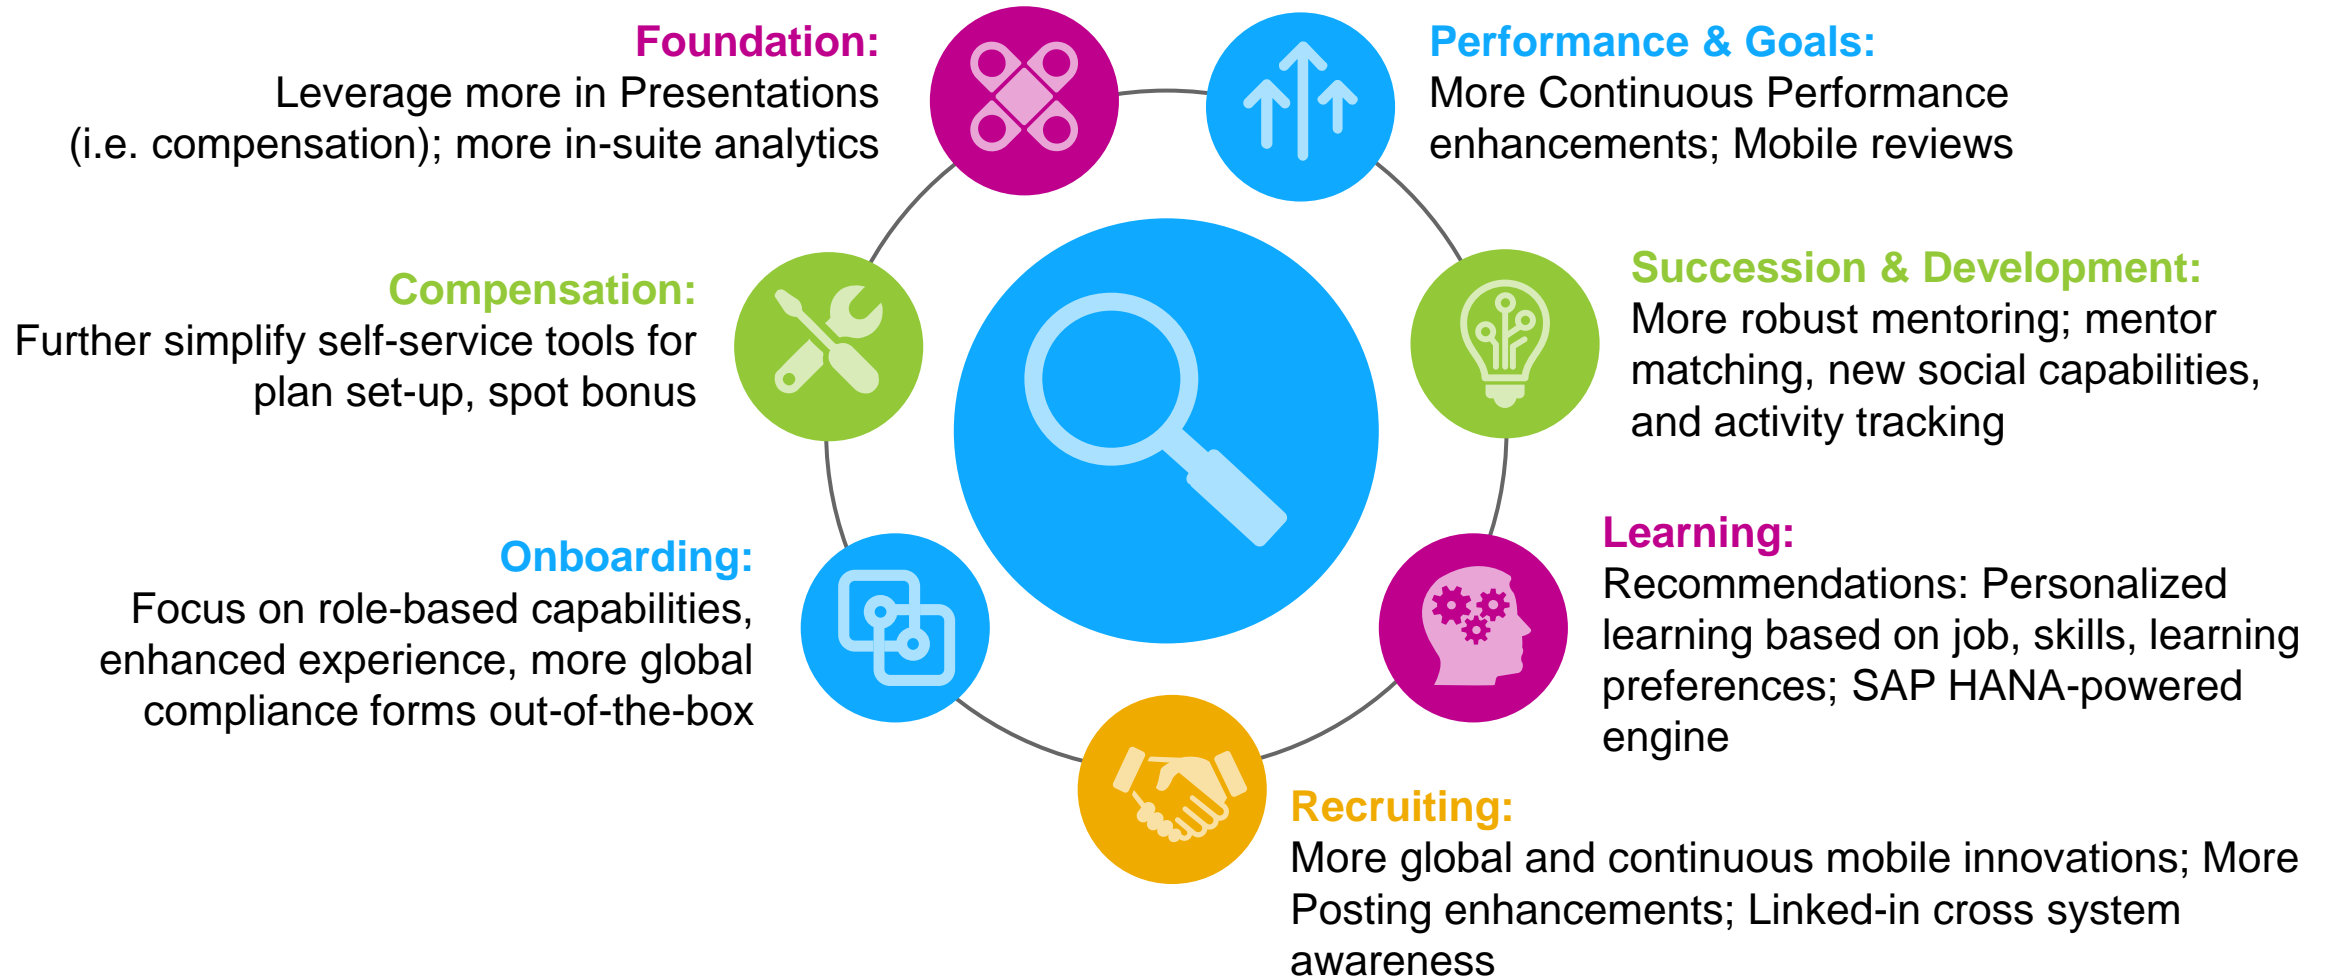 Foundation:
Leverage more in Presentations
(i.e. compensation); more in-suite analytics
Performance & Goals:
More Continuous Performance
enhancements; Mobile reviews
Compensation:
Further simplify self-service tools for
plan set-up, spot bonus
Succession & Development:
More robust mentoring; mentor
matching, new social capabilities,
and activity tracking
Onboarding:
Focus on role-based capabilities,
enhanced experience, more global
compliance forms out-of-the-box
Learning:
Recommendations: Personalized
learning based on job, skills, learning
preferences; SAP HANA-powered
engine
Recruiting:
More global and continuous mobile innovations; More
Posting enhancements; Linked-in cross system
awareness